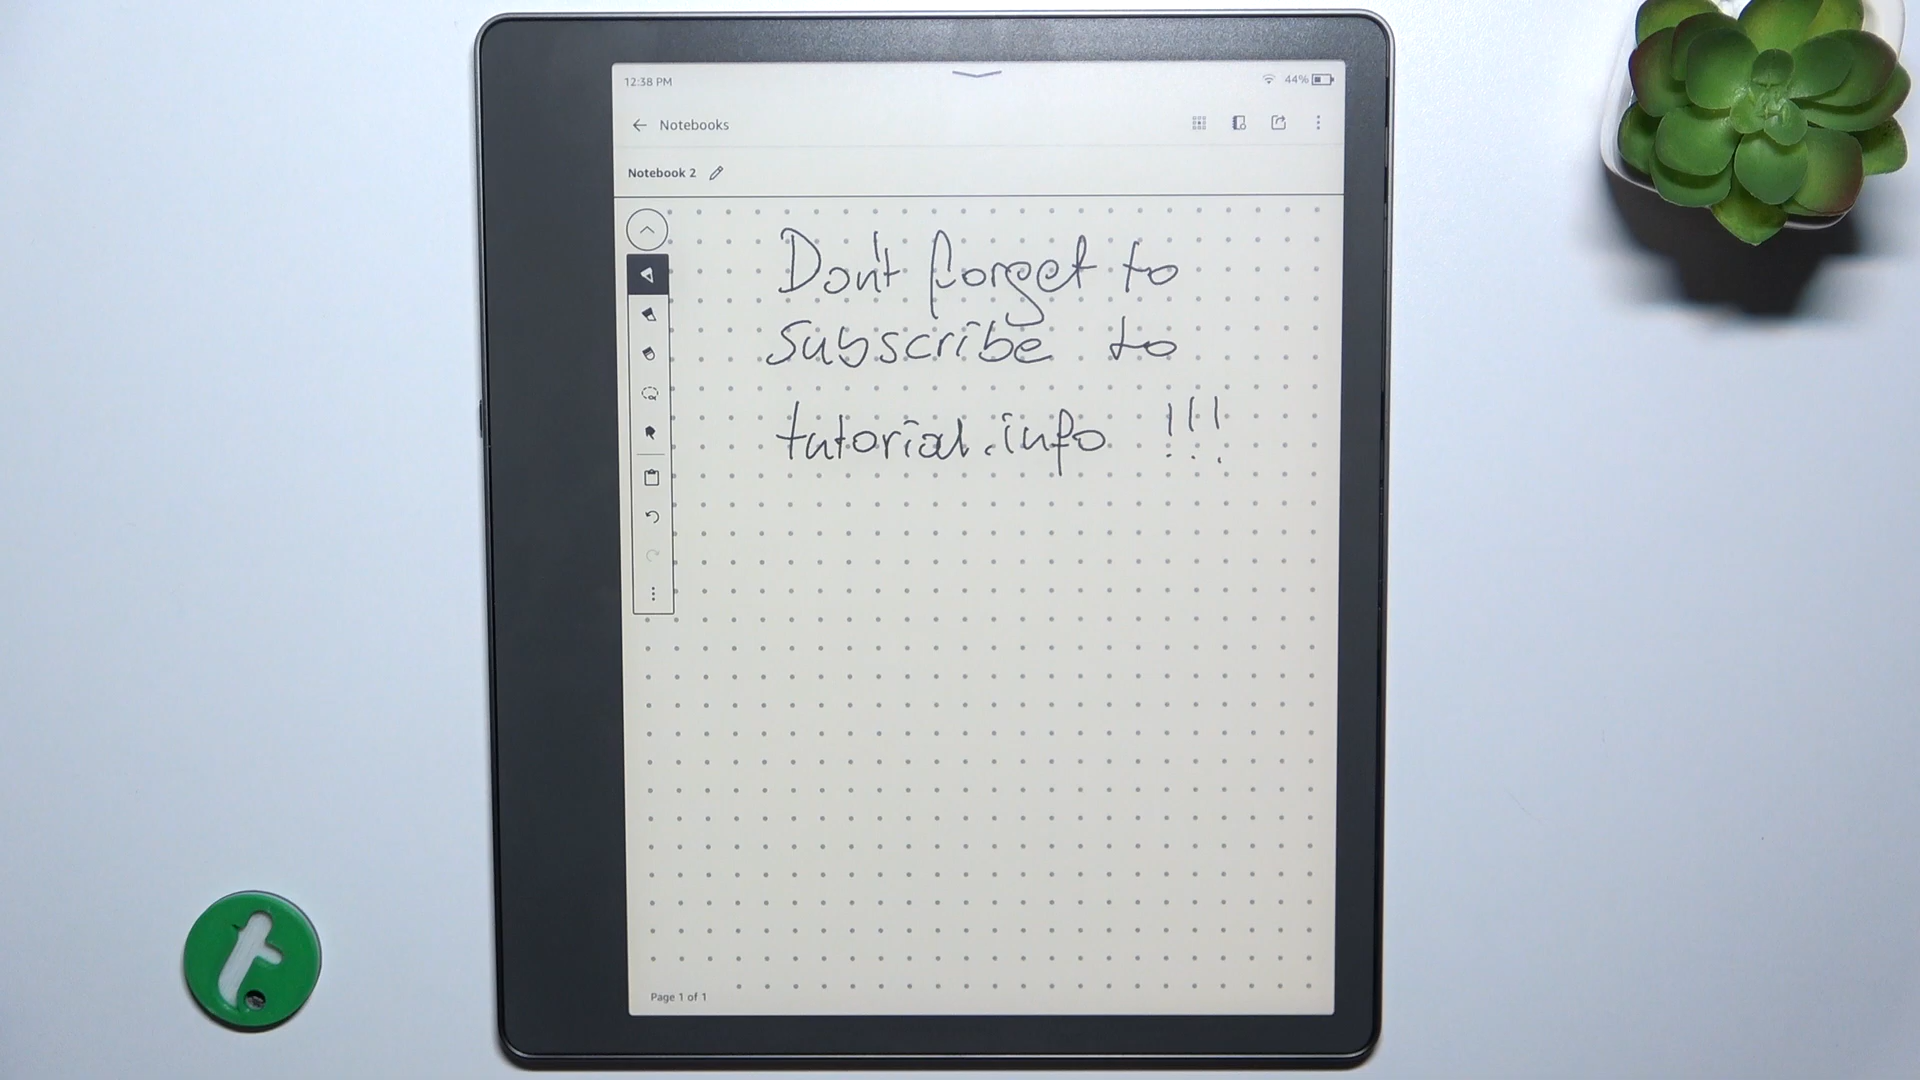 12:38 PM 44%
Notebooks
Notebook 2
Don't forget to
subscribe to
tutorial.info !!!
Page 1 of 1
t